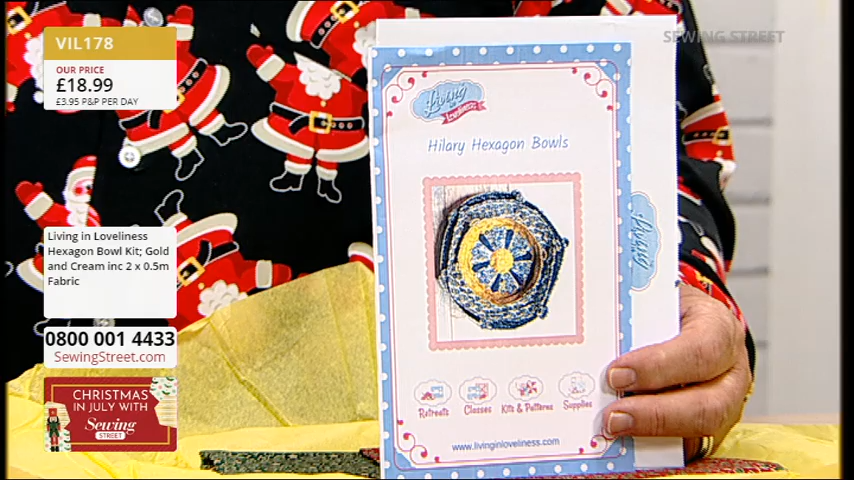 VIL178
OUR PRICE
£18.99
£3.95 P&P PER DAY
Living in Loveliness
Hexagon Bowl Kit; Gold
and Cream inc 2 x 0.5m
Fabric
0800 001 4433
SewingStreet.com
CHRISTMAS
IN JULY WITH
Sewing
STREET
SEWING STREET
Living
in Loveliness
Hilary Hexagon Bowls
Retreats
Classes
Kits & Patterns
Supplies
www.livinginloveliness.com
Living